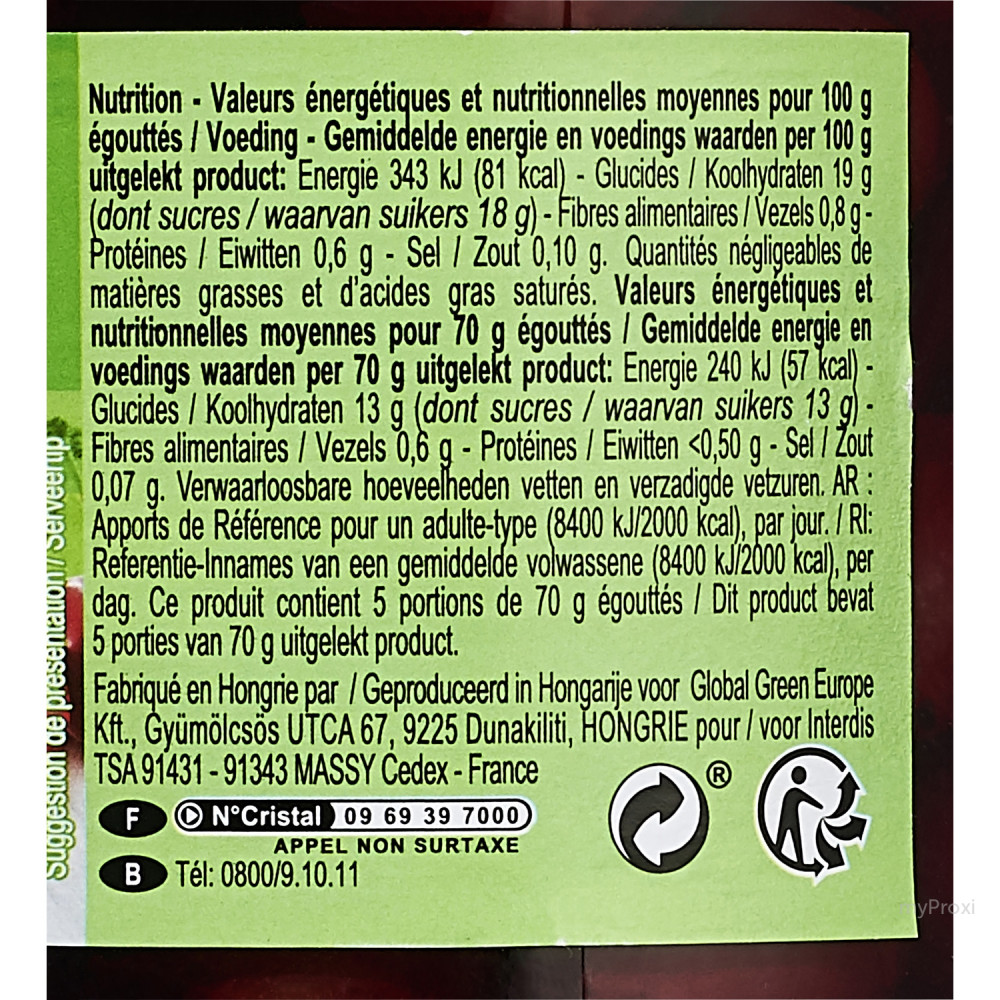 Nutrition - Valeurs énergétiques et nutritionnelles moyennes pour 100 g
égouttés / Voeding - Gemiddelde energie en voedings waarden per 100 g
uitgelekt product: Energie 343 kJ (81 kcal) - Glucides / Koolhydraten 19 g
(dont sucres / waarvan suikers 18 g) - Fibres alimentaires / Vezels 0,8 g -
Protéines / Eiwitten 0,6 g - Sel / Zout 0,10 g. Quantités négligeables de
matières grasses et d'acides gras saturés. Valeurs énergétiques et
nutritionnelles moyennes pour 70 g égouttés / Gemiddelde energie en
voedings waarden per 70 g uitgelekt product: Energie 240 kJ (57 kcal) -
Glucides / Koolhydraten 13 g (dont sucres / waarvan suikers 13 g) -
Fibres alimentaires / Vezels 0,6 g - Protéines / Eiwitten <0,50 g - Sel / Zout
0,07 g. Verwaarloosbare hoeveelheden vetten en verzadigde vetzuren. AR :
Apports de Référence pour un adulte-type (8400 kJ/2000 kcal), par jour. / RI:
Referentie-Innames van een gemiddelde volwassene (8400 kJ/2000 kcal), per
dag. Ce produit contient 5 portions de 70 g égouttés / Dit product bevat
5 porties van 70 g uitgelekt product.
Fabriqué en Hongrie par / Geproduceerd in Hongarije voor Global Green Europe
Kft., Gyümölcsös UTCA 67, 9225 Dunakiliti, HONGRIE pour / voor Interdis
TSA 91431 - 91343 MASSY Cedex - France
F N°Cristal 09 69 39 7000
APPEL NON SURTAXE
B Tél: 0800/9.10.11
®
Suggestion de présentation / Serveertip
yProxi